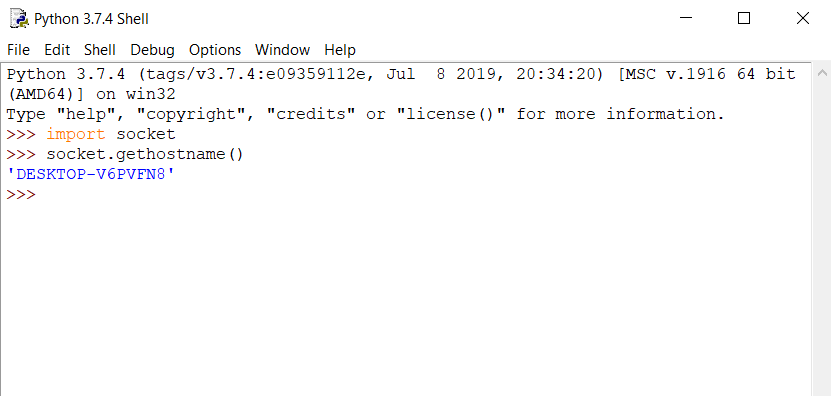 Python 3.7.4 Shell
File Edit Shell Debug Options Window Help
Python 3.7.4 (tags/v3.7.4:e09359112e, Jul  8 2019, 20:34:20) [MSC v.1916 64 bit
(AMD64)] on win32
Type "help", "copyright", "credits" or "license()" for more information.
>>> import socket
>>> socket.gethostname()
'DESKTOP-V6PVFN8'
>>>